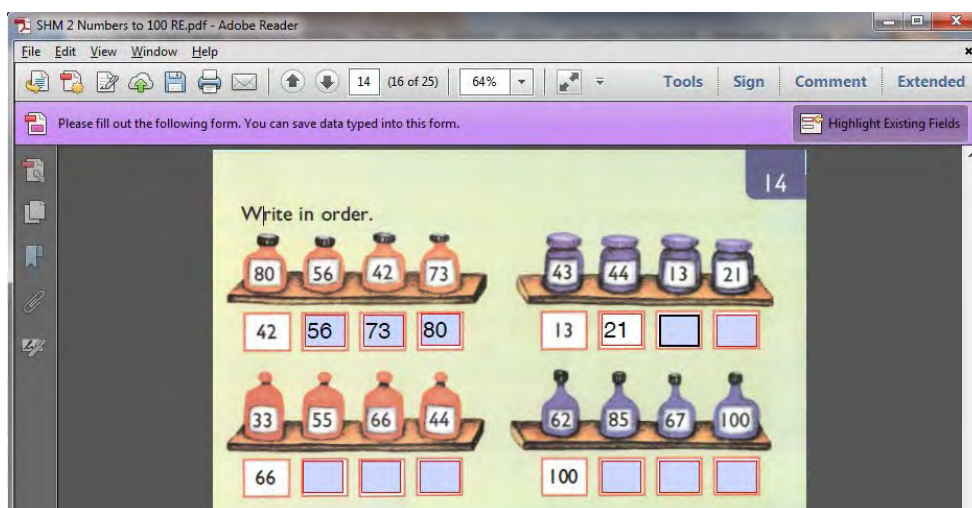 SHM 2 Numbers to 100 RE.pdf - Adobe Reader
File Edit View Window Help
14 (16 of 25) 64% Tools Sign Comment Extended
Please fill out the following form. You can save data typed into this form. Highlight Existing Fields
14
Write in order.
80 56 42 73
43 44 13 21
42 56 73 80
13 21
33 55 66 44
62 85 67 100
66
100